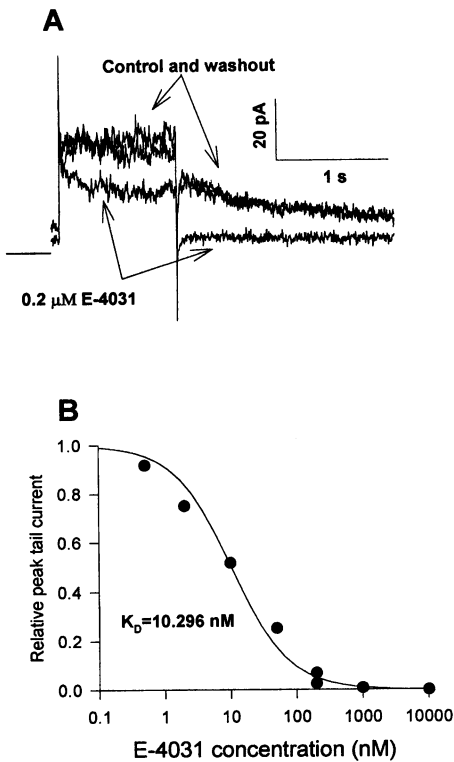 A
Control and washout
20 pA
1 s
0.2 μM E-4031
B
Relative peak tail current
1.0
0.8
0.6
0.4
0.2
0.0
K_D=10.296 nM
0.1 1 10 100 1000 10000
E-4031 concentration (nM)